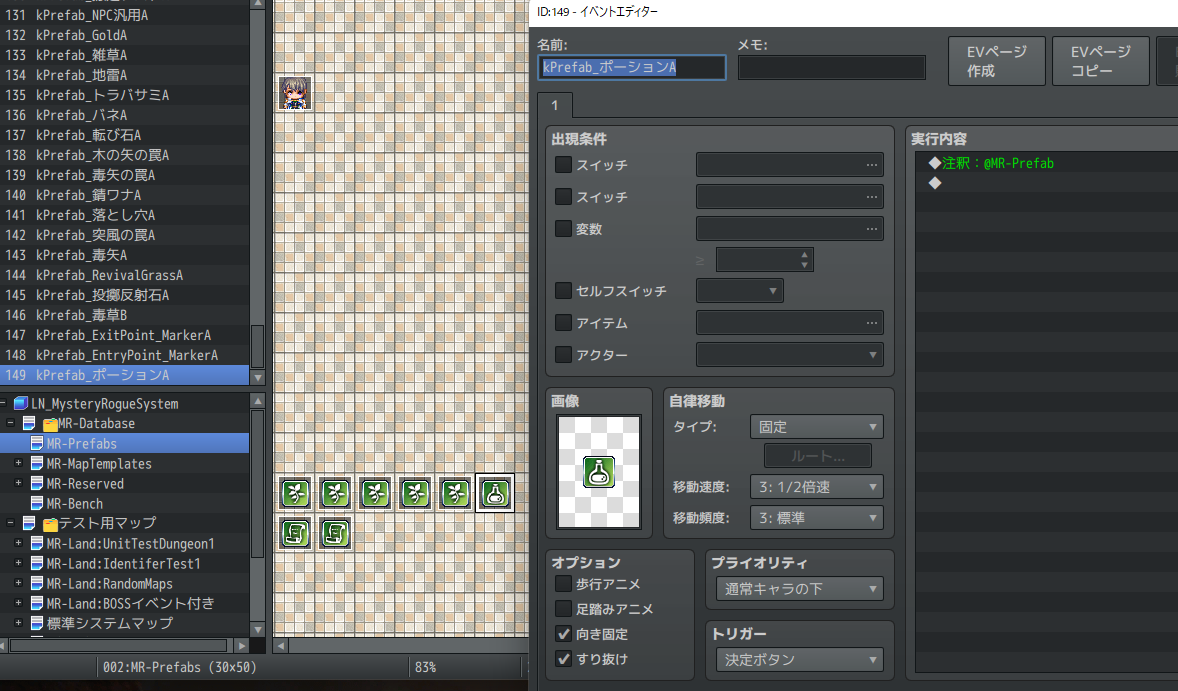 131 kPrefab_NPC汎用A
132 kPrefab_GoldA
133 kPrefab_雑草A
134 kPrefab_地雷A
135 kPrefab_トラバサミA
136 kPrefab_バネA
137 kPrefab_転び石A
138 kPrefab_木の矢の罠A
139 kPrefab_毒矢の罠A
140 kPrefab_錆ワナA
141 kPrefab_落とし穴A
142 kPrefab_突風の罠A
143 kPrefab_毒矢A
144 kPrefab_RevivalGrassA
145 kPrefab_投擲反射石A
146 kPrefab_毒草B
147 kPrefab_ExitPoint_MarkerA
148 kPrefab_EntryPoint_MarkerA
149 kPrefab_ポーションA
LN_MysteryRogueSystem
MR-Database
MR-Prefabs
MR-MapTemplates
MR-Reserved
MR-Bench
テスト用マップ
MR-Land:UnitTestDungeon1
MR-Land:IdentiferTest1
MR-Land:RandomMaps
MR-Land:BOSSイベント付き
標準システムマップ
002:MR-Prefabs (30x50)
83%
ID:149 - イベントエディター
名前:
kPrefab_ポーションA
メモ:
EVページ
作成
EVページ
コピー
1
出現条件
スイッチ
...
スイッチ
...
変数
...
≥
セルフスイッチ
アイテム
...
アクター
画像
自律移動
タイプ:
固定
ルート...
移動速度:
3: 1/2倍速
移動頻度:
3: 標準
オプション
歩行アニメ
足踏みアニメ
向き固定
すり抜け
プライオリティ
通常キャラの下
トリガー
決定ボタン
実行内容
◆注釈：@MR-Prefab
◆